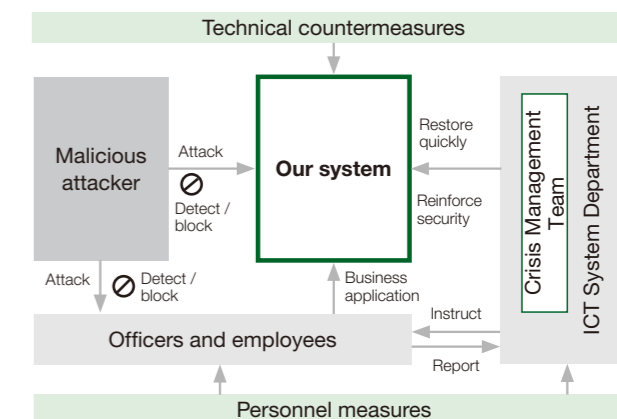 Technical countermeasures
Malicious
attacker
Attack
Detect /
block
Our system
Restore
quickly
Reinforce
security
Crisis Management
Team
ICT System Department
Attack
Detect /
block
Business
application
Officers and employees
Instruct
Report
Personnel measures